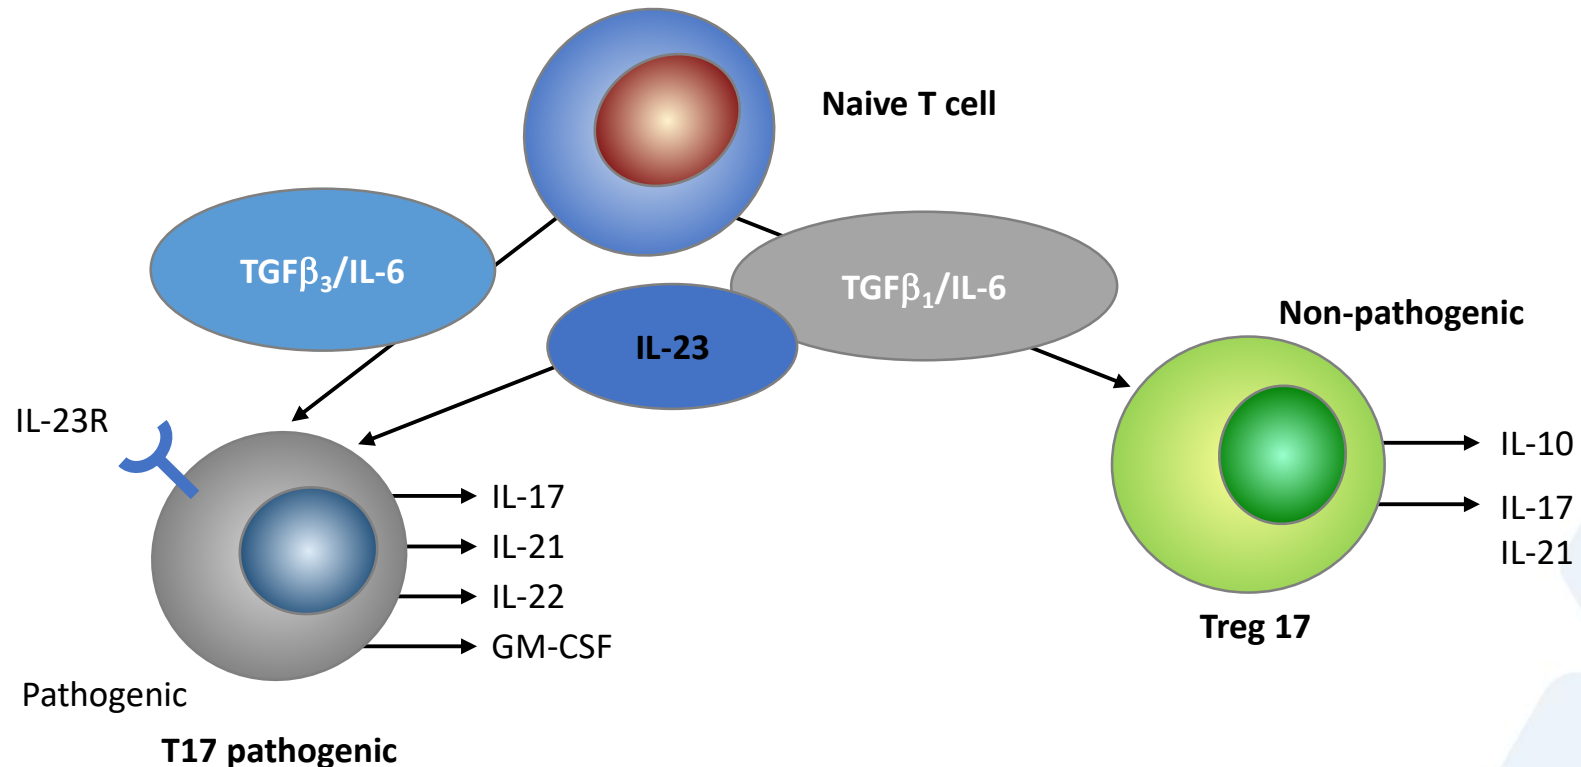 Naive T cell
TGFβ₃/IL-6
TGFβ₁/IL-6
IL-23
Non-pathogenic
IL-23R
IL-17
IL-21
IL-22
GM-CSF
IL-10
IL-17
IL-21
Treg 17
Pathogenic
T17 pathogenic